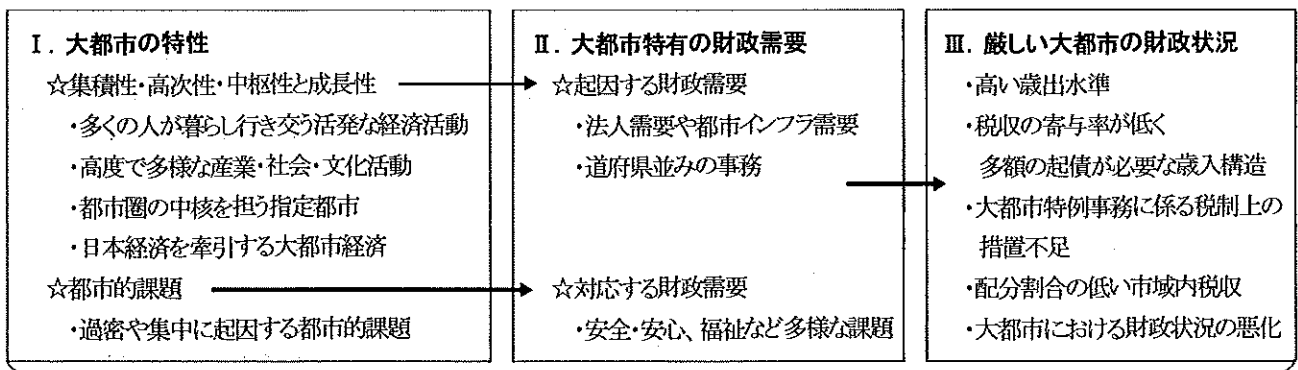 Ⅰ. 大都市の特性
☆集積性・高次性・中枢性と成長性
・多くの人が暮らし行き交う活発な経済活動
・高度で多様な産業・社会・文化活動
・都市圏の中核を担う指定都市
・日本経済を牽引する大都市経済
☆都市的課題
・過密や集中に起因する都市的課題
Ⅱ. 大都市特有の財政需要
☆起因する財政需要
・法人需要や都市インフラ需要
・道府県並みの事務
☆対応する財政需要
・安全・安心、福祉など多様な課題
Ⅲ. 厳しい大都市の財政状況
・高い歳出水準
・税収の寄与率が低く
多額の起債が必要な歳入構造
・大都市特例事務に係る税制上の
措置不足
・配分割合の低い市域内税収
・大都市における財政状況の悪化